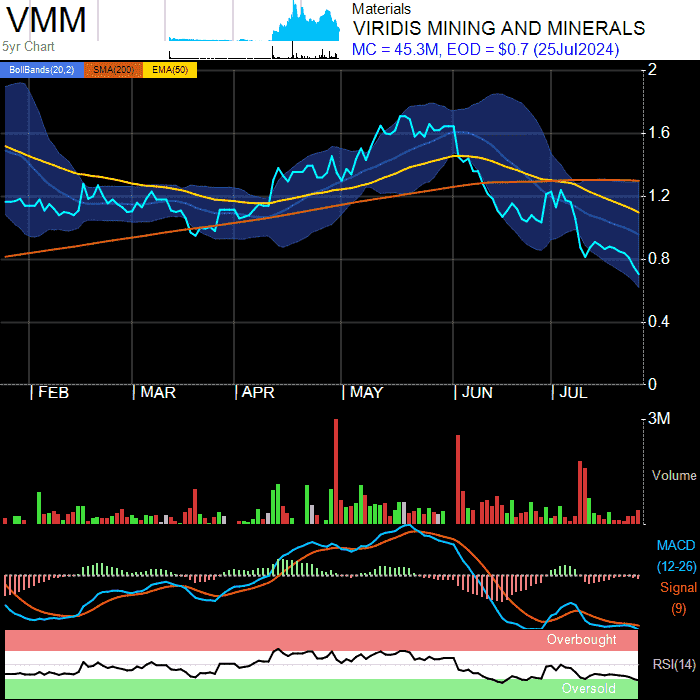 VMM
5yr Chart
Materials
VIRIDIS MINING AND MINERALS
MC = 45.3M, EOD = $0.7 (25Jul2024)
BollBands(20,2) SMA(200) EMA(50)
2
1.6
1.2
0.8
0.4
0
FEB MAR APR MAY JUN JUL
3M
Volume
MACD
(12-26)
Signal
(9)
Overbought
RSI(14)
Oversold